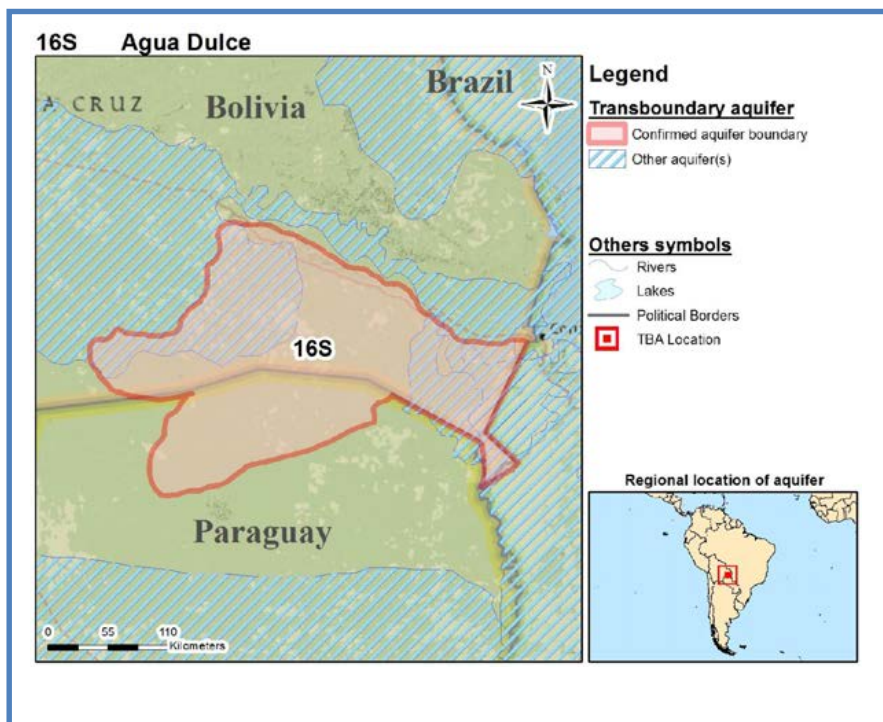 16S Agua Dulce
A CRUZ
Bolivia
Brazil
N
16S
Paraguay
0 55 110
Kilometers
Legend
Transboundary aquifer
Confirmed aquifer boundary
Other aquifer(s)
Others symbols
Rivers
Lakes
Political Borders
TBA Location
Regional location of aquifer